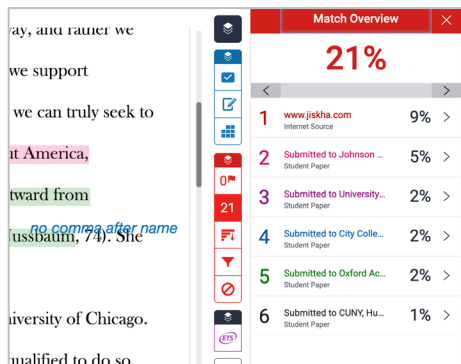 way, and rather we
we support
we can truly seek to
ut America,
tward from
no comma after name
Nussbaum, 74). She
niversity of Chicago.
qualified to do so.
0
21
ETS
Match Overview
21%
1 www.jiskha.com 9%
Internet Source
2 Submitted to Johnson ... 5%
Student Paper
3 Submitted to University... 2%
Student Paper
4 Submitted to City Colle... 2%
Student Paper
5 Submitted to Oxford Ac... 2%
Student Paper
6 Submitted to CUNY, Hu... 1%
Student Paper